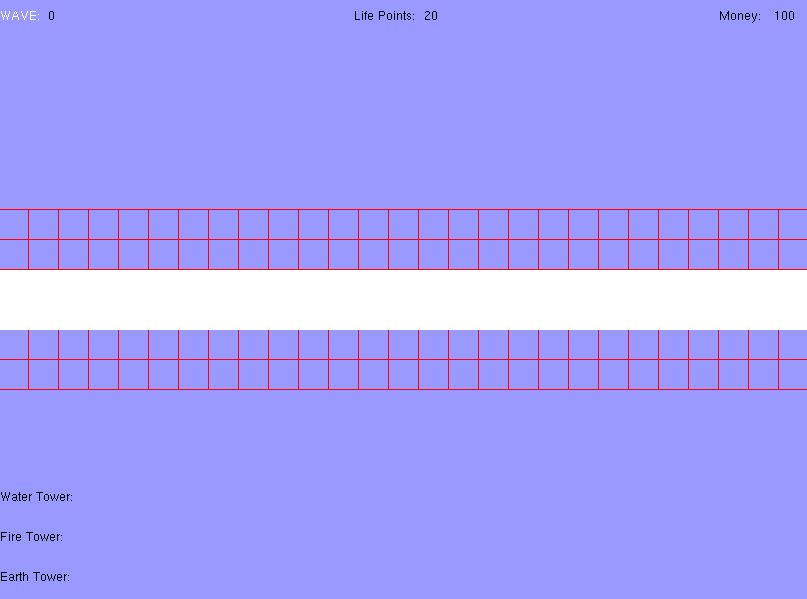 WAVE: 0 Life Points: 20 Money: 100
Water Tower:
Fire Tower:
Earth Tower: